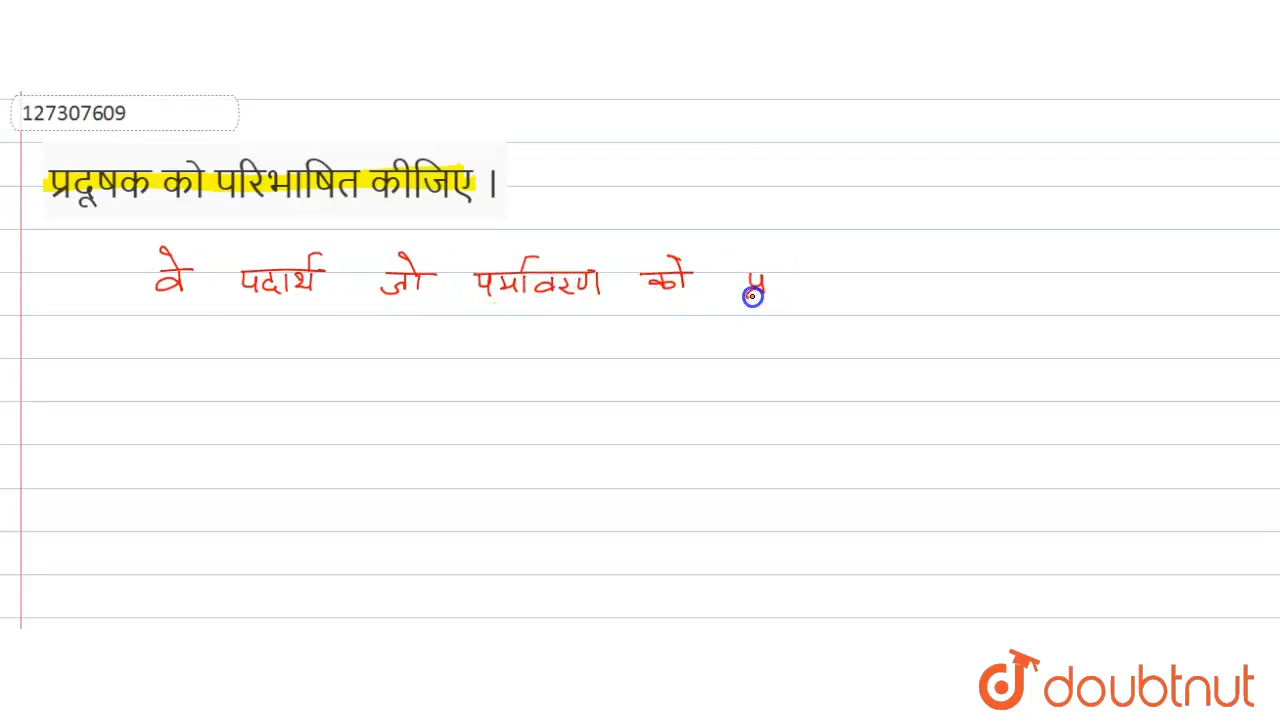 127307609
प्रदूषक को परिभाषित कीजिए ।
वे पदार्थ जो पर्यावरण को प्र
doubtnut